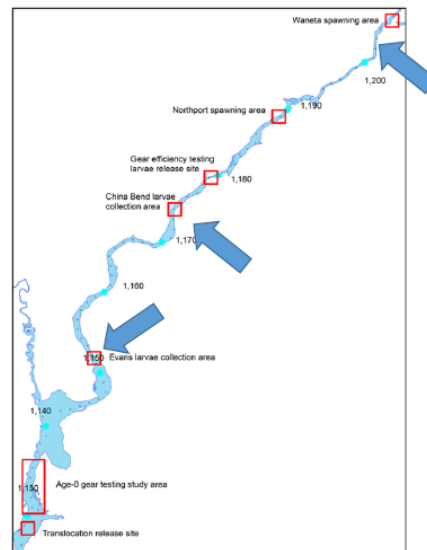 Waneta spawning area
1,200
1,190
Northport spawning area
Gear efficiency testing
larvae release site
1,180
China Bend larvae
collection area
1,170
1,160
1,150
Evans larvae collection area
1,140
1,130
Age-0 gear testing study area
Translocation release site